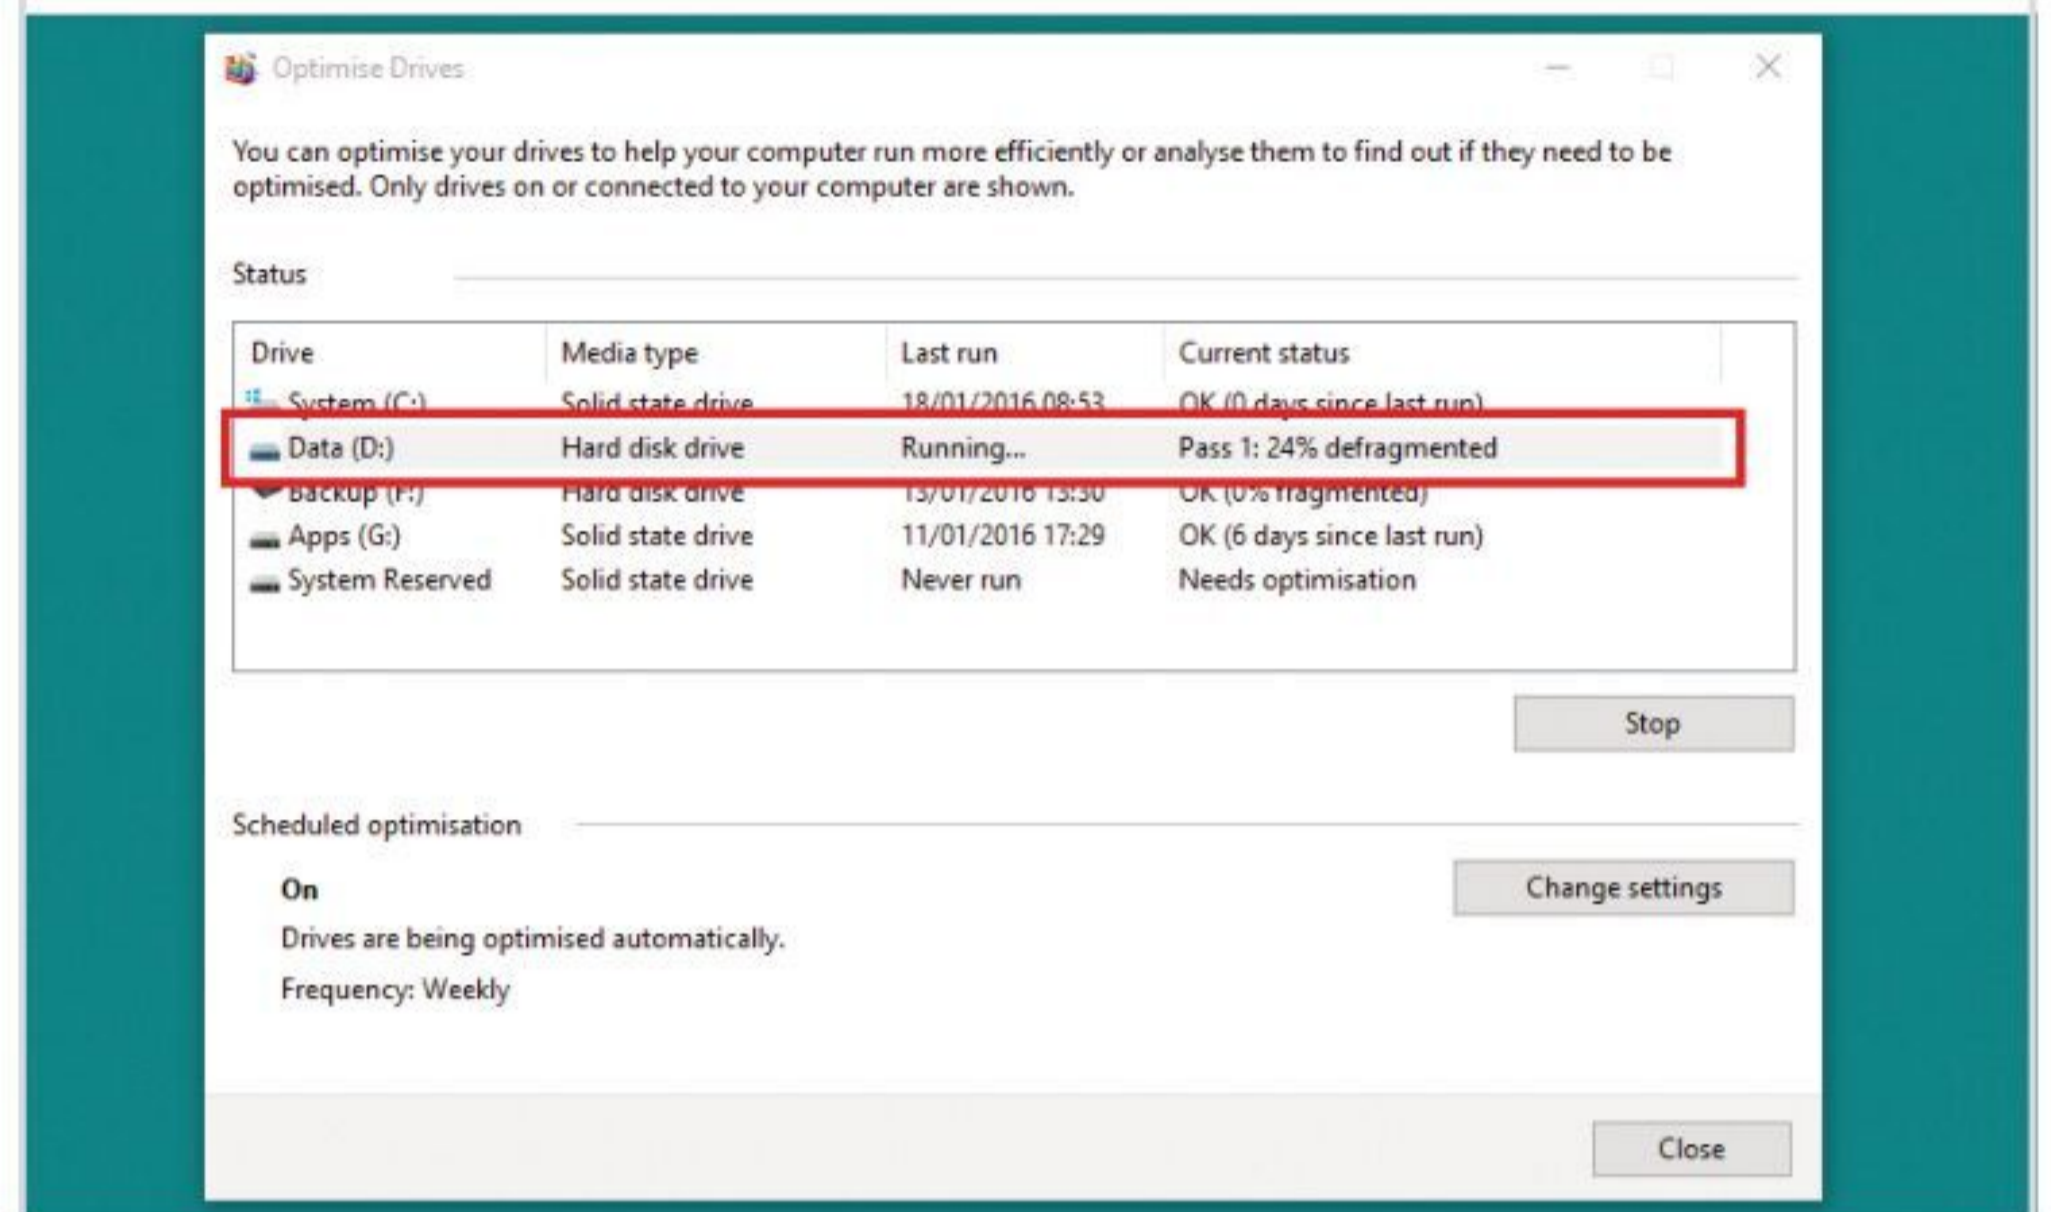 Optimise Drives
You can optimise your drives to help your computer run more efficiently or analyse them to find out if they need to be
optimised. Only drives on or connected to your computer are shown.
Status
Drive Media type Last run Current status
System (C:) Solid state drive 18/01/2016 08:53 OK (0 days since last run)
Data (D:) Hard disk drive Running... Pass 1: 24% defragmented
Backup (F:) Hard disk drive 13/01/2016 13:30 OK (0% fragmented)
Apps (G:) Solid state drive 11/01/2016 17:29 OK (6 days since last run)
System Reserved Solid state drive Never run Needs optimisation
Stop
Scheduled optimisation
On
Change settings
Drives are being optimised automatically.
Frequency: Weekly
Close